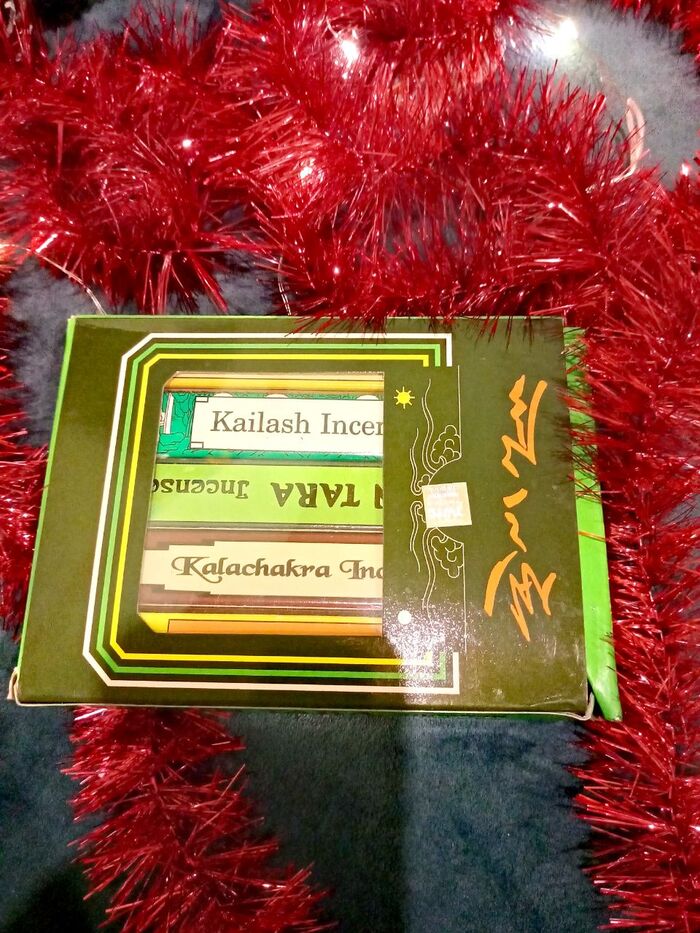 Kailash Incen
N TARA Incense
Kalachakra Inc